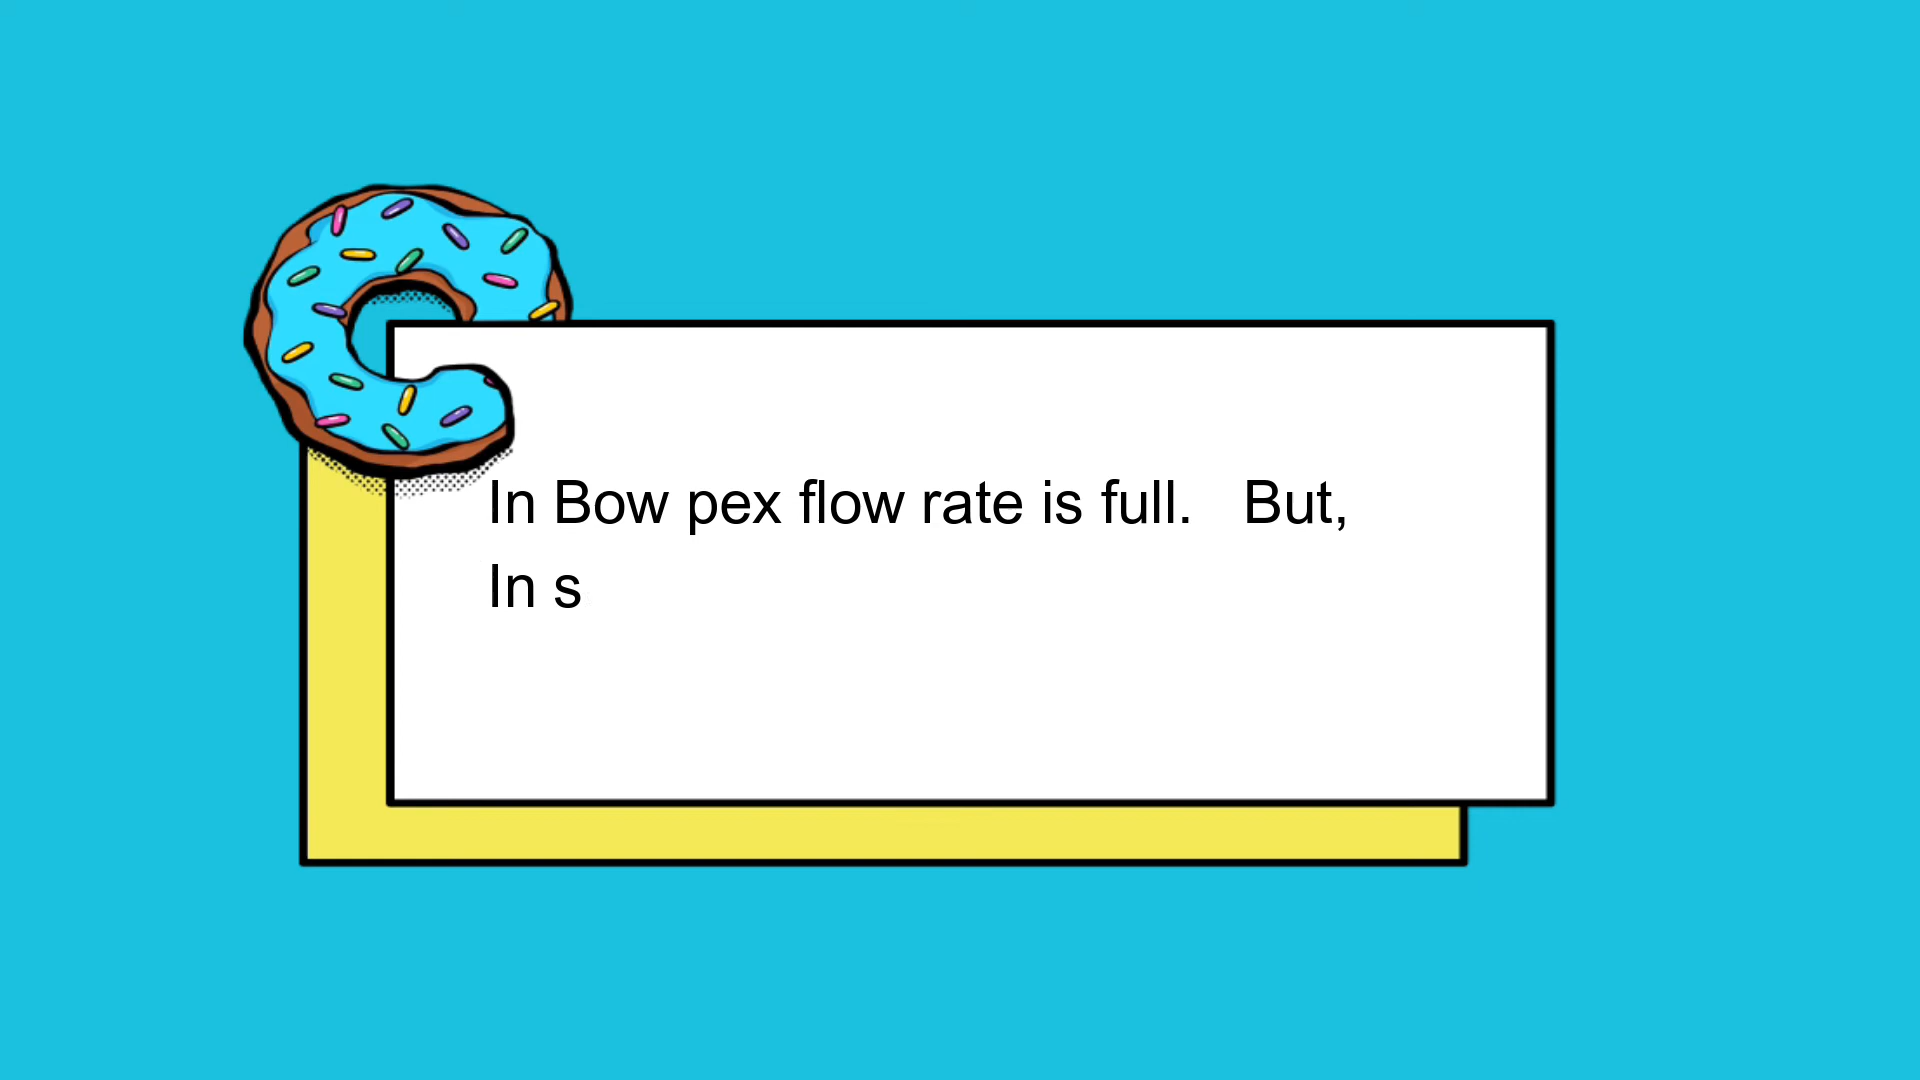 In Bow pex flow rate is full.   But,
In s